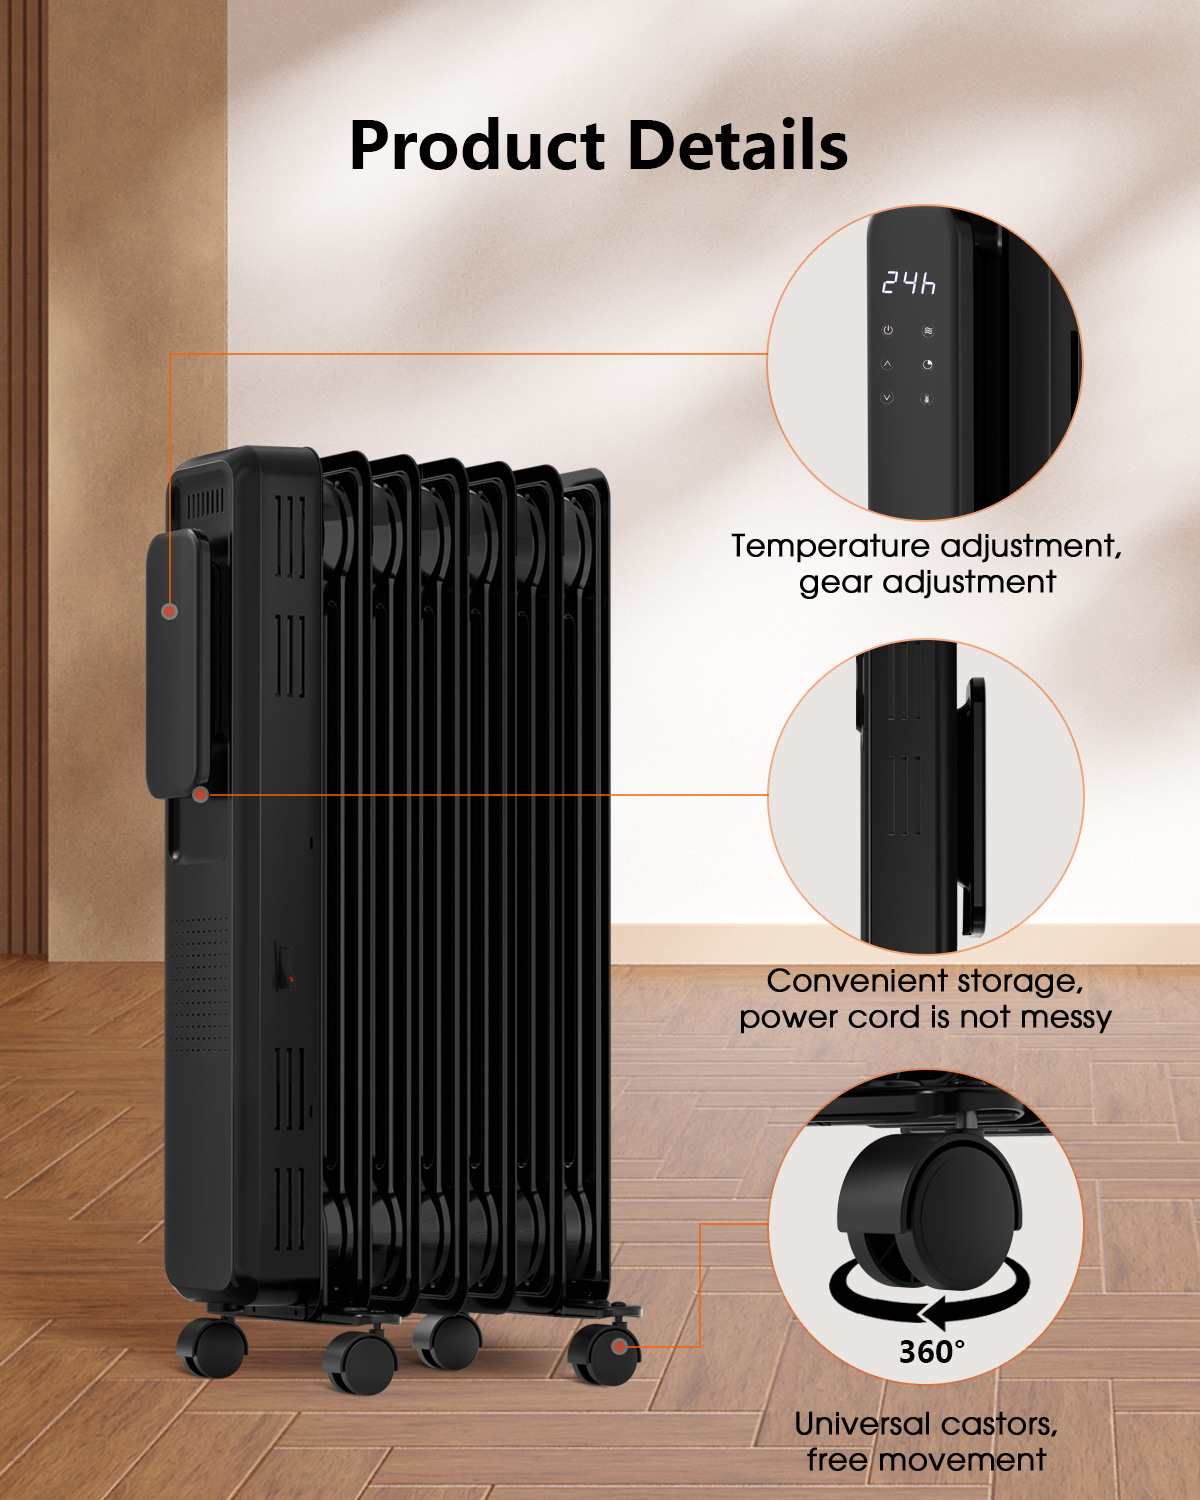 Product Details
24h
Temperature adjustment,
gear adjustment
Convenient storage,
power cord is not messy
360°
Universal castors,
free movement